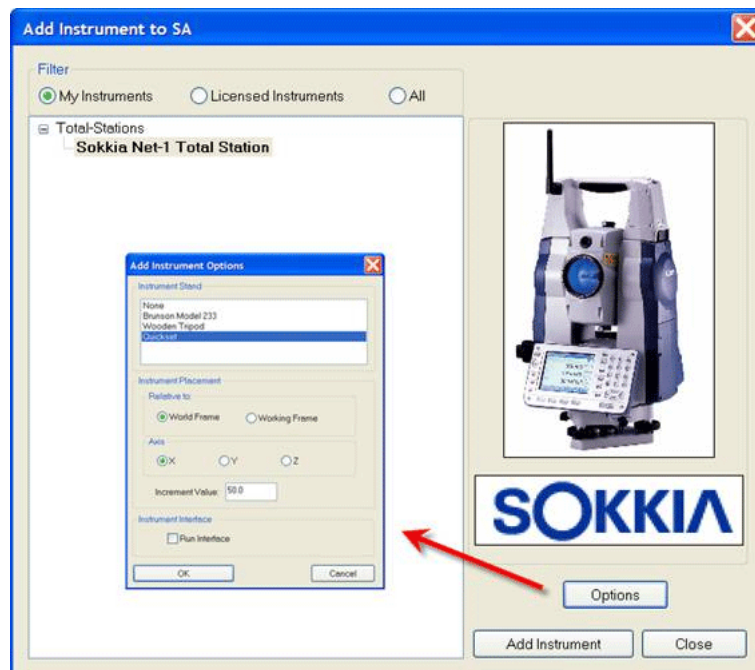 Add Instrument to SA
Filter
My Instruments
Licensed Instruments
All
Total-Stations
Sokkia Net-1 Total Station
Add Instrument Options
Instrument Stand
None
Brunson Model 233
Wooden Tripod
Quickset
Instrument Placement
Relative to:
World Frame
Working Frame
Axis
X
Y
Z
Increment Value: 50.0
Instrument Interface
Run Interface
OK
Cancel
SOKKIA
Options
Add Instrument
Close